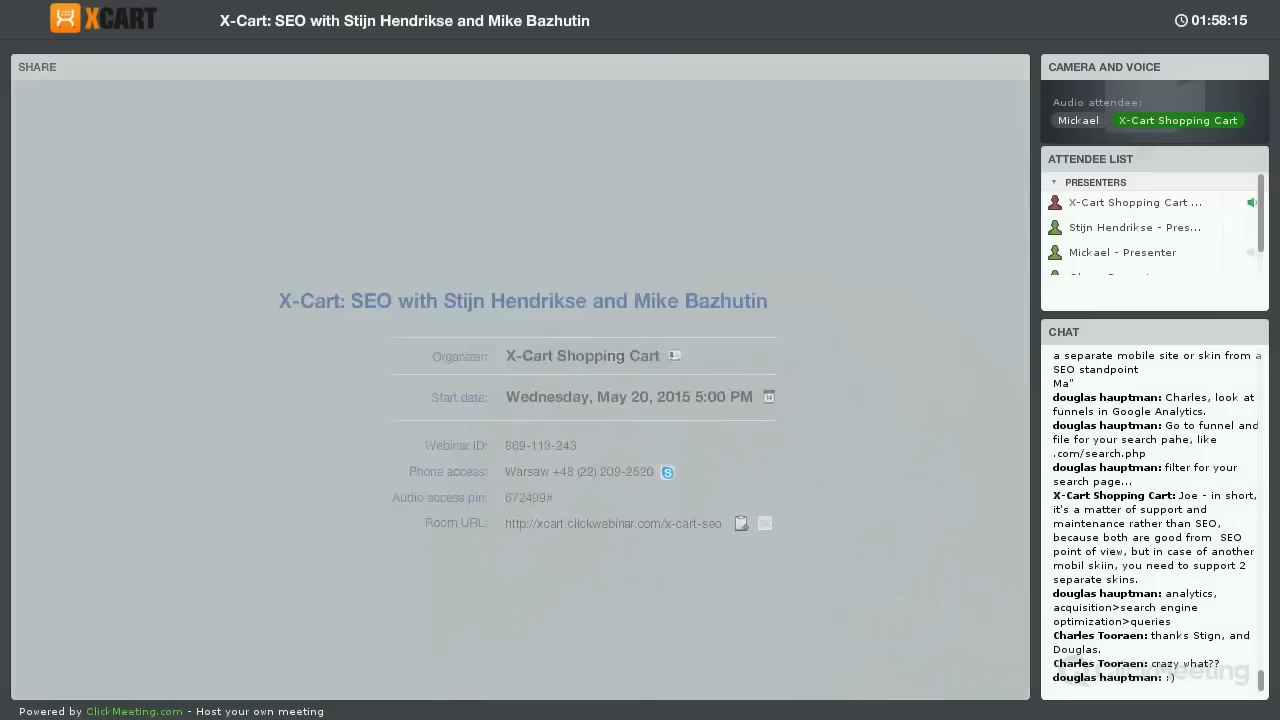 XCART
X-Cart: SEO with Stijn Hendrikse and Mike Bazhutin
01:58:15
SHARE
X-Cart: SEO with Stijn Hendrikse and Mike Bazhutin
Organizer: X-Cart Shopping Cart
Start date: Wednesday, May 20, 2015 5:00 PM
Webinar ID: 869-113-243
Phone access: Warsaw +48 (22) 209-2520
Audio access pin: 672499#
Room URL: http://xcart.clickwebinar.com/x-cart-seo
CAMERA AND VOICE
Audio attendee:
Mickael X-Cart Shopping Cart
ATTENDEE LIST
PRESENTERS
X-Cart Shopping Cart ...
Stijn Hendrikse - Pres...
Mickael - Presenter
CHAT
a separate mobile site or skin from a
SEO standpoint
Ma"
douglas hauptman: Charles, look at
funnels in Google Analytics.
douglas hauptman: Go to funnel and
file for your search pahe, like
.com/search.php
douglas hauptman: filter for your
search page...
X-Cart Shopping Cart: Joe - in short,
it's a matter of support and
maintenance rather than SEO,
because both are good from SEO
point of view, but in case of another
mobil skiin, you need to support 2
separate skins.
douglas hauptman: analytics,
acquisition>search engine
optimization>queries
Charles Tooraen: thanks Stign, and
Douglas.
Charles Tooraen: crazy what??
douglas hauptman: :)
Powered by ClickMeeting.com - Host your own meeting